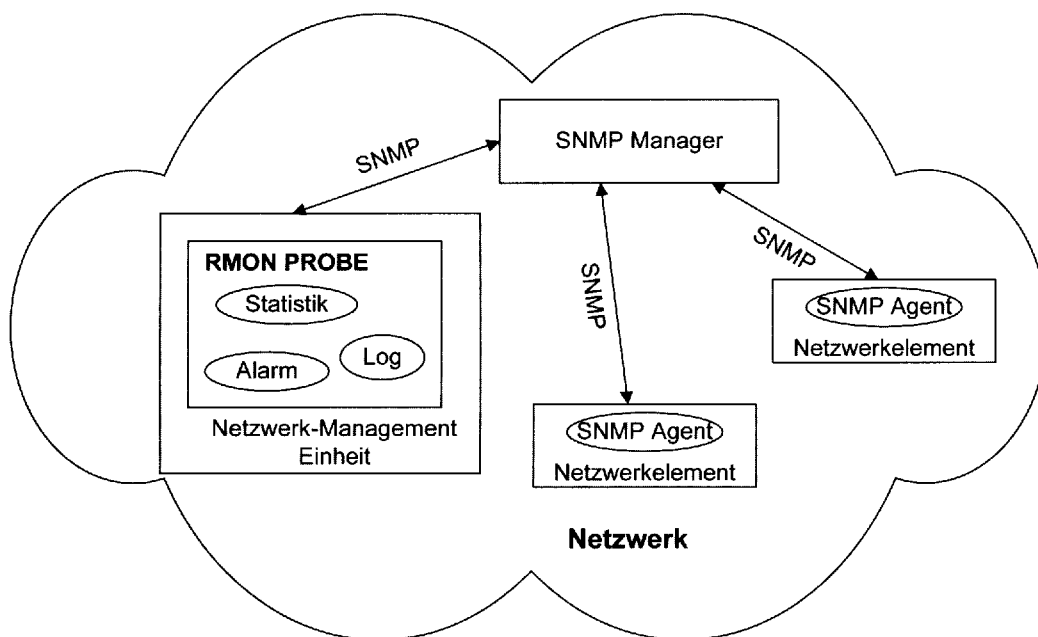 SNMP Manager
SNMP
RMON PROBE
Statistik
Log
Alarm
Netzwerk-Management
Einheit
SNMP
SNMP
SNMP Agent
Netzwerkelement
SNMP Agent
Netzwerkelement
Netzwerk